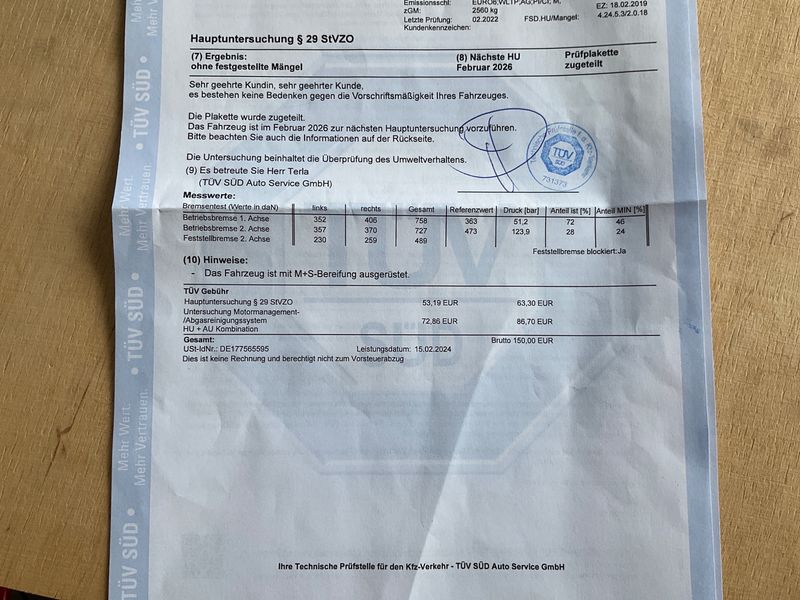 Emissionsschl: EURO6;WLTP;AG;PI/CI; M,
zGM: 2560 kg EZ: 18.02.2019
Letzte Prüfung: 02.2022 FSD.HU/Mangel: 4.24.5.3/2.0.18
Kundenkennzeichen:
Hauptuntersuchung § 29 StVZO
(7) Ergebnis: (8) Nächste HU Prüfplakette
ohne festgestellte Mängel Februar 2026 zugeteilt
Sehr geehrte Kundin, sehr geehrter Kunde,
es bestehen keine Bedenken gegen die Vorschriftsmäßigkeit Ihres Fahrzeuges.
Die Plakette wurde zugeteilt.
Das Fahrzeug ist im Februar 2026 zur nächsten Hauptuntersuchung vorzuführen.
Bitte beachten Sie auch die Informationen auf der Rückseite.
Die Untersuchung beinhaltet die Überprüfung des Umweltverhaltens.
(9) Es betreute Sie Herr Terla
(TÜV SÜD Auto Service GmbH)
TÜV
SÜD
731373
Messwerte:
Bremsentest (Werte in daN) links rechts Gesamt Referenzwert Druck [bar] Anteil ist [%] Anteil MIN [%]
Betriebsbremse 1. Achse 352 406 758 363 51,2 72 46
Betriebsbremse 2. Achse 357 370 727 473 123,9 28 24
Feststellbremse 2. Achse 230 259 489
Feststellbremse blockiert:Ja
(10) Hinweise:
- Das Fahrzeug ist mit M+S-Bereifung ausgerüstet.
TÜV Gebühr
Hauptuntersuchung § 29 StVZO 53,19 EUR 63,30 EUR
Untersuchung Motormanagement-
/Abgasreinigungssystem 72,86 EUR 86,70 EUR
HU + AU Kombination
Gesamt: Brutto 150,00 EUR
USt-IdNr.: DE177565595 Leistungsdatum: 15.02.2024
Dies ist keine Rechnung und berechtigt nicht zum Vorsteuerabzug
Ihre Technische Prüfstelle für den Kfz-Verkehr - TÜV SÜD Auto Service GmbH
TÜV SÜD
Mehr Wert.
Mehr Vertrauen.
TÜV SÜD
Mehr Wert.
Mehr Vertrauen.
TÜV SÜD